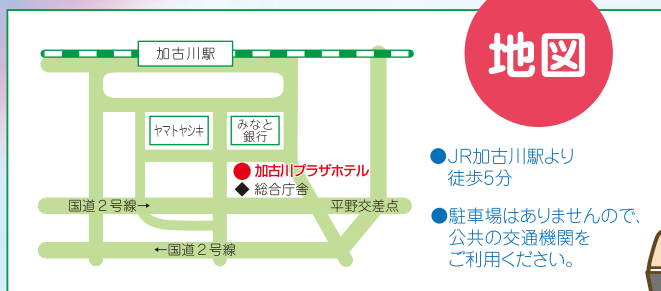 地図
加古川駅
ヤマトヤシキ
みなと
銀行
●加古川プラザホテル
◆ 総合庁舎
国道2号線→
平野交差点
←国道2号線
●JR加古川駅より
徒歩5分
●駐車場はありませんので、
公共の交通機関を
ご利用ください。